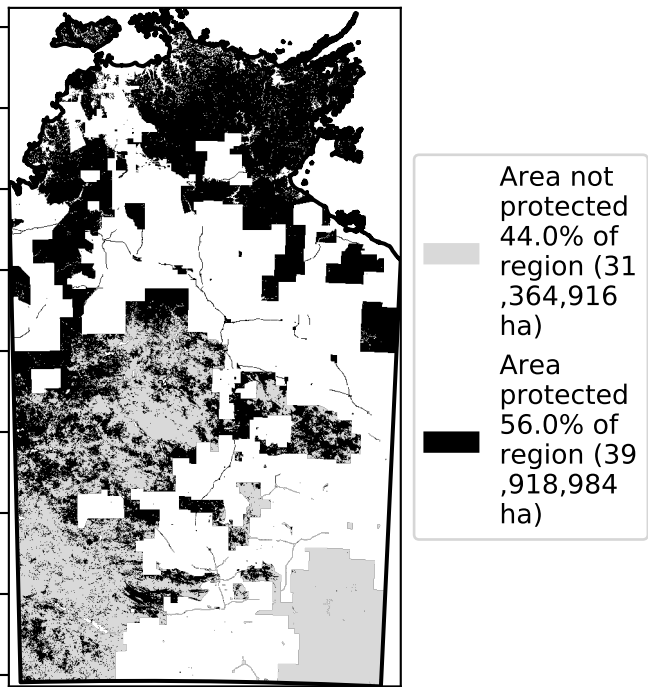 Area not
protected
44.0% of
region (31
,364,916
ha)
Area
protected
56.0% of
region (39
,918,984
ha)